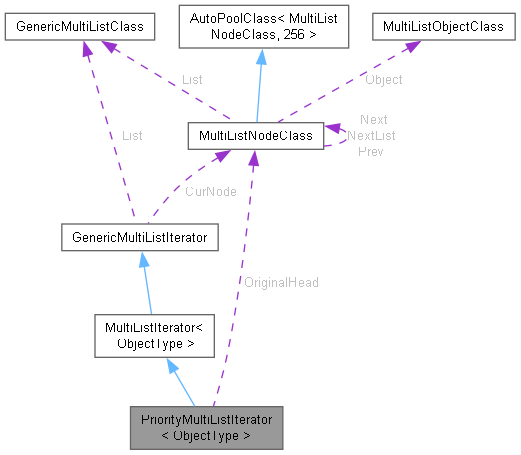 GenericMultiListClass
AutoPoolClass< MultiList
NodeClass, 256 >
MultiListObjectClass
List
Object
MultiListNodeClass
Next
NextList
Prev
List
CurNode
GenericMultiListIterator
OriginalHead
MultiListIterator<
ObjectType >
PriorityMultiListIterator
< ObjectType >